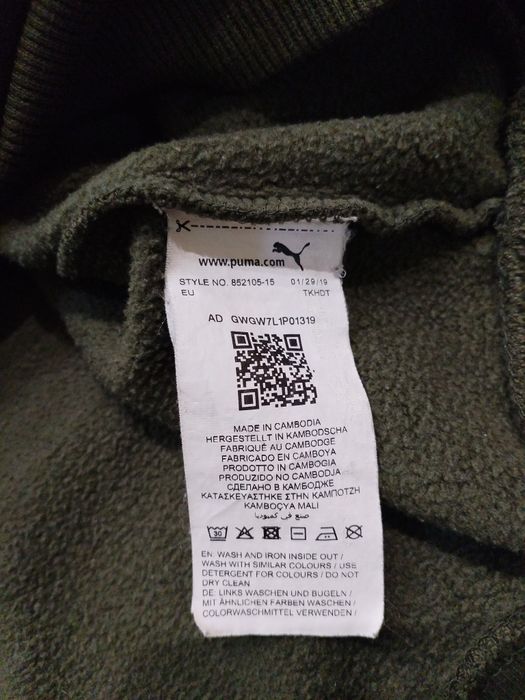 www.puma.com
STYLE NO. 852105-15 01/29/19
EU TKHDT
AD GWGW7L1P01319
MADE IN CAMBODIA
HERGESTELLT IN KAMBODSCHA
FABRIQUÉ AU CAMBODGE
FABRICADO EN CAMBOYA
PRODOTTO IN CAMBOGIA
PRODUZIDO NO CAMBODJA
СДЕЛАНО В КАМБОДЖЕ
ΚΑΤΑΣΚΕΥΑΣΤΗΚΕ ΣΤΗΝ ΚΑΜΠΟΤΖΗ
KAMBOÇYA MALI
صنع في كمبوديا
30
EN: WASH AND IRON INSIDE OUT /
WASH WITH SIMILAR COLOURS / USE
DETERGENT FOR COLOURS / DO NOT
DRY CLEAN
DE: LINKS WASCHEN UND BÜGELN /
MIT ÄHNLICHEN FARBEN WASCHEN /
COLORWASCHMITTEL VERWENDEN /